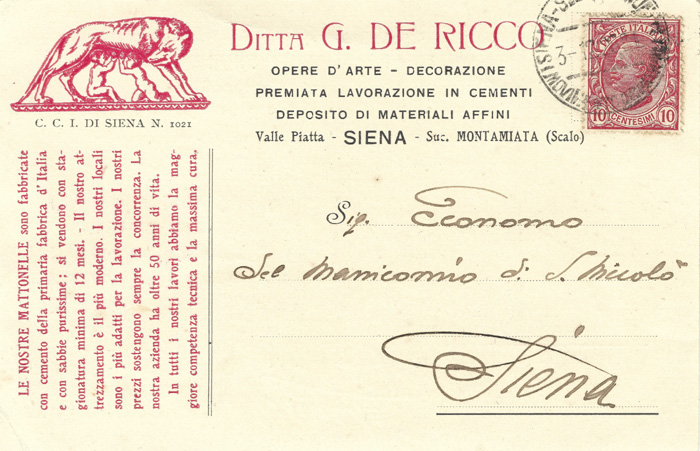 DITTA G. DE RICCO
OPERE D'ARTE - DECORAZIONE
PREMIATA LAVORAZIONE IN CEMENTI
DEPOSITO DI MATERIALI AFFINI
Valle Piatta - SIENA - Suc. MONTAMIATA (Scalo)
C. C. I. DI SIENA N. 1021
POSTE ITALIANE
10 CENTESIMI 10
LE NOSTRE MATTONELLE sono fabbricate
con cemento della primaria fabbrica d'Italia
e con sabbie purissime; si vendono con sta-
gionatura minima di 12 mesi. - Il nostro at-
trezzamento è il più moderno. I nostri locali
sono i più adatti per la lavorazione. I nostri
prezzi sostengono sempre la concorrenza. La
nostra azienda ha oltre 50 anni di vita.
In tutti i nostri lavori abbiamo la mag-
giore competenza tecnica e la massima cura.
Sig. Economo
del Manicomio di S. Nicolò
Siena